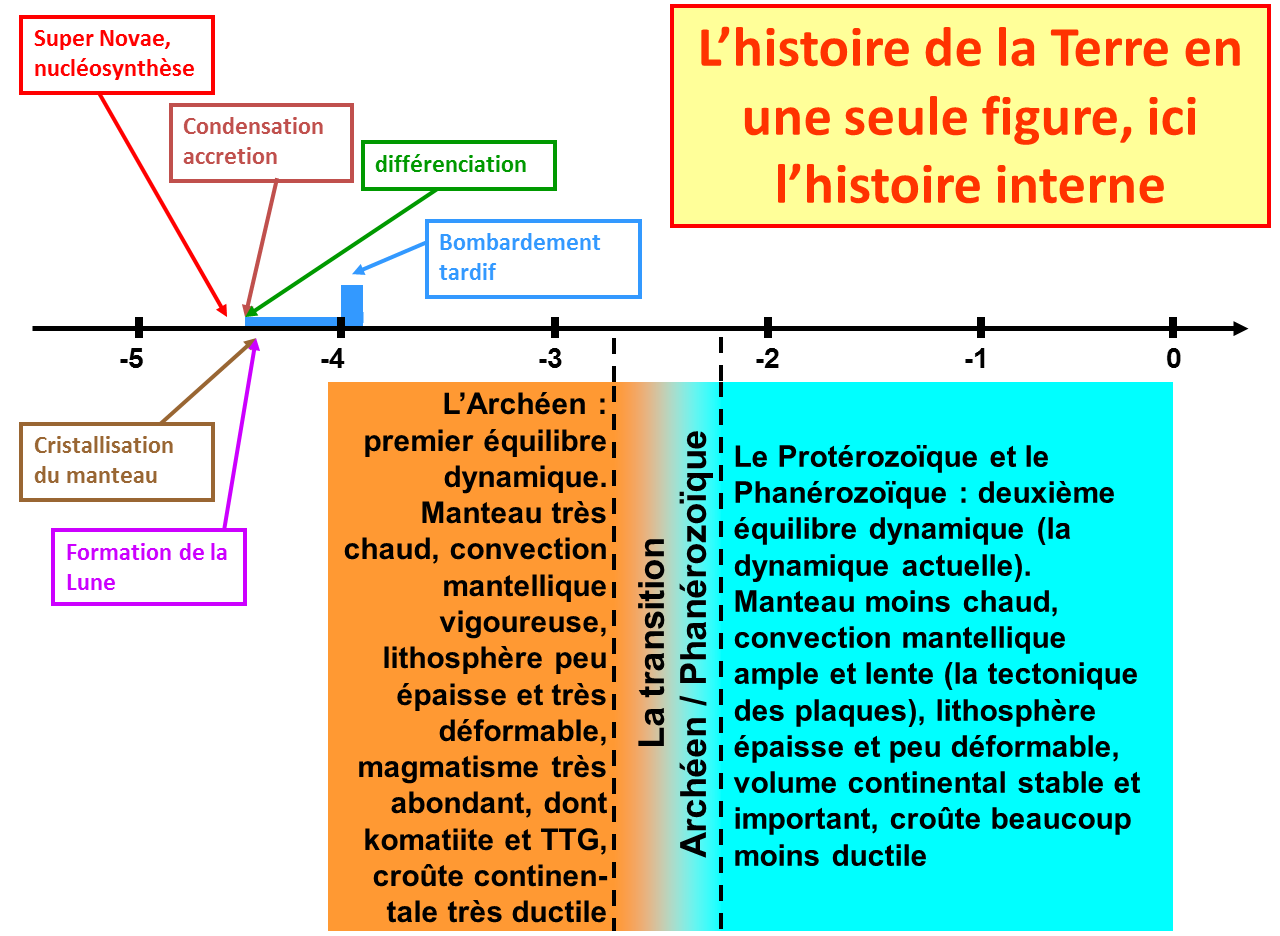 L’histoire de la Terre en
une seule figure, ici
l’histoire interne
Super Novae,
nucléosynthèse
Condensation
accretion
différenciation
Bombardement
tardif
-5
-4
-3
-2
-1
0
Cristallisation
du manteau
Formation de la
Lune
L’Archéen :
premier équilibre
dynamique.
Manteau très
chaud, convection
mantellique
vigoureuse,
lithosphère peu
épaisse et très
déformable,
magmatisme très
abondant, dont
komatiite et TTG,
croûte continen-
tale très ductile
La transition
Archéen / Phanérozoïque
Le Protérozoïque et le
Phanérozoïque : deuxième
équilibre dynamique (la
dynamique actuelle).
Manteau moins chaud,
convection mantellique
ample et lente (la tectonique
des plaques), lithosphère
épaisse et peu déformable,
volume continental stable et
important, croûte beaucoup
moins ductile